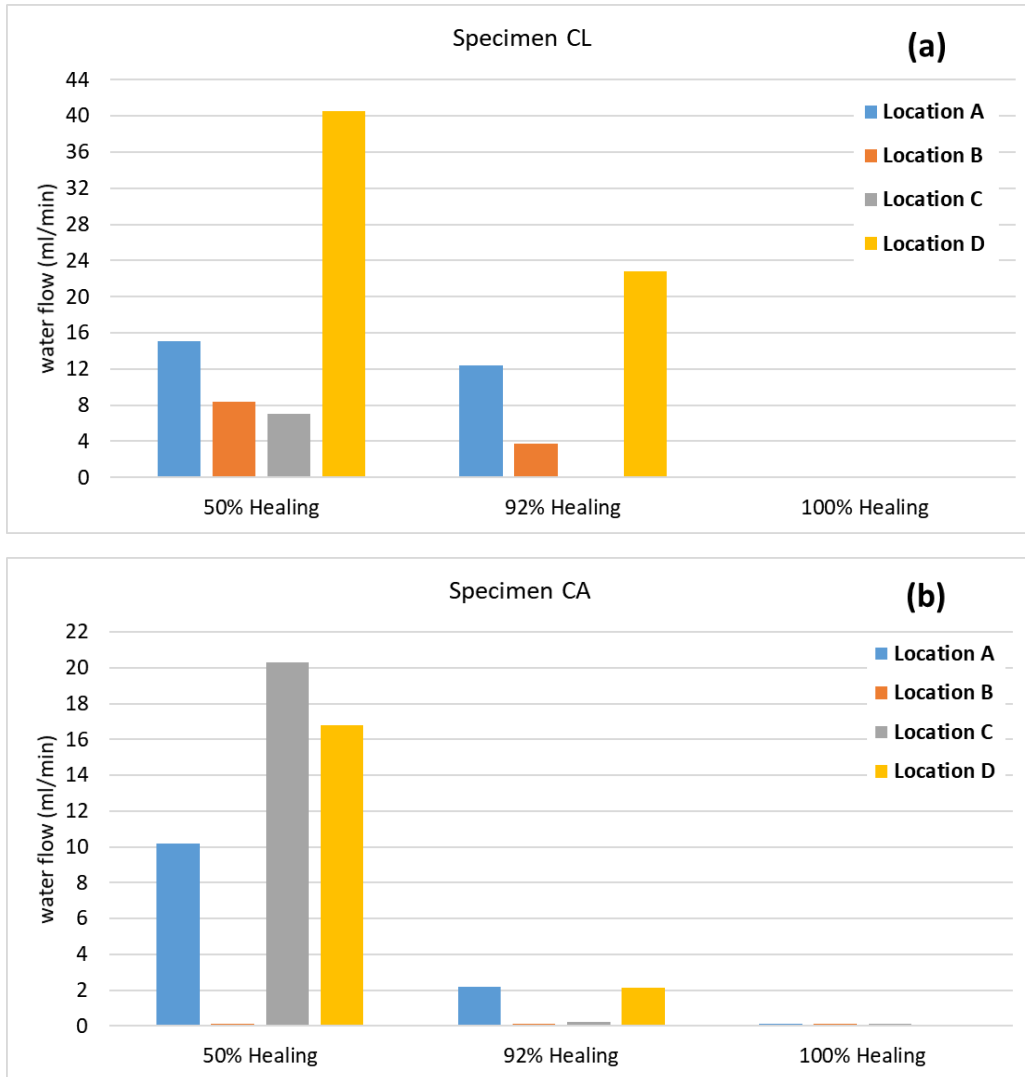 Specimen CL
(a)
water flow (ml/min)
44
40
36
32
28
24
20
16
12
8
4
0
Location A
Location B
Location C
Location D
50% Healing
92% Healing
100% Healing
Specimen CA
(b)
water flow (ml/min)
22
20
18
16
14
12
10
8
6
4
2
0
Location A
Location B
Location C
Location D
50% Healing
92% Healing
100% Healing